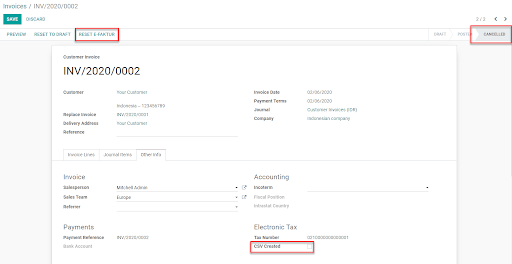 Invoices / INV/2020/0002
SAVE DISCARD 2 / 2
PREVIEW RESET TO DRAFT RESET E-FAKTUR DRAFT POSTED CANCELLED
Customer Invoice
INV/2020/0002
Customer Your Customer
Indonesia – 123456789
Replace Invoice INV/2020/0001
Delivery Address Your Customer
Reference
Invoice Date 02/06/2020
Payment Terms 02/06/2020
Journal Customer Invoices (IDR)
Company Indonesian company
Invoice Lines Journal Items Other Info
Invoice
Salesperson Mitchell Admin
Sales Team Europe
Referrer
Accounting
Incoterm
Fiscal Position
Intrastat Country
Payments
Payment Reference INV/2020/0002
Bank Account
Electronic Tax
Tax Number
CSV Created